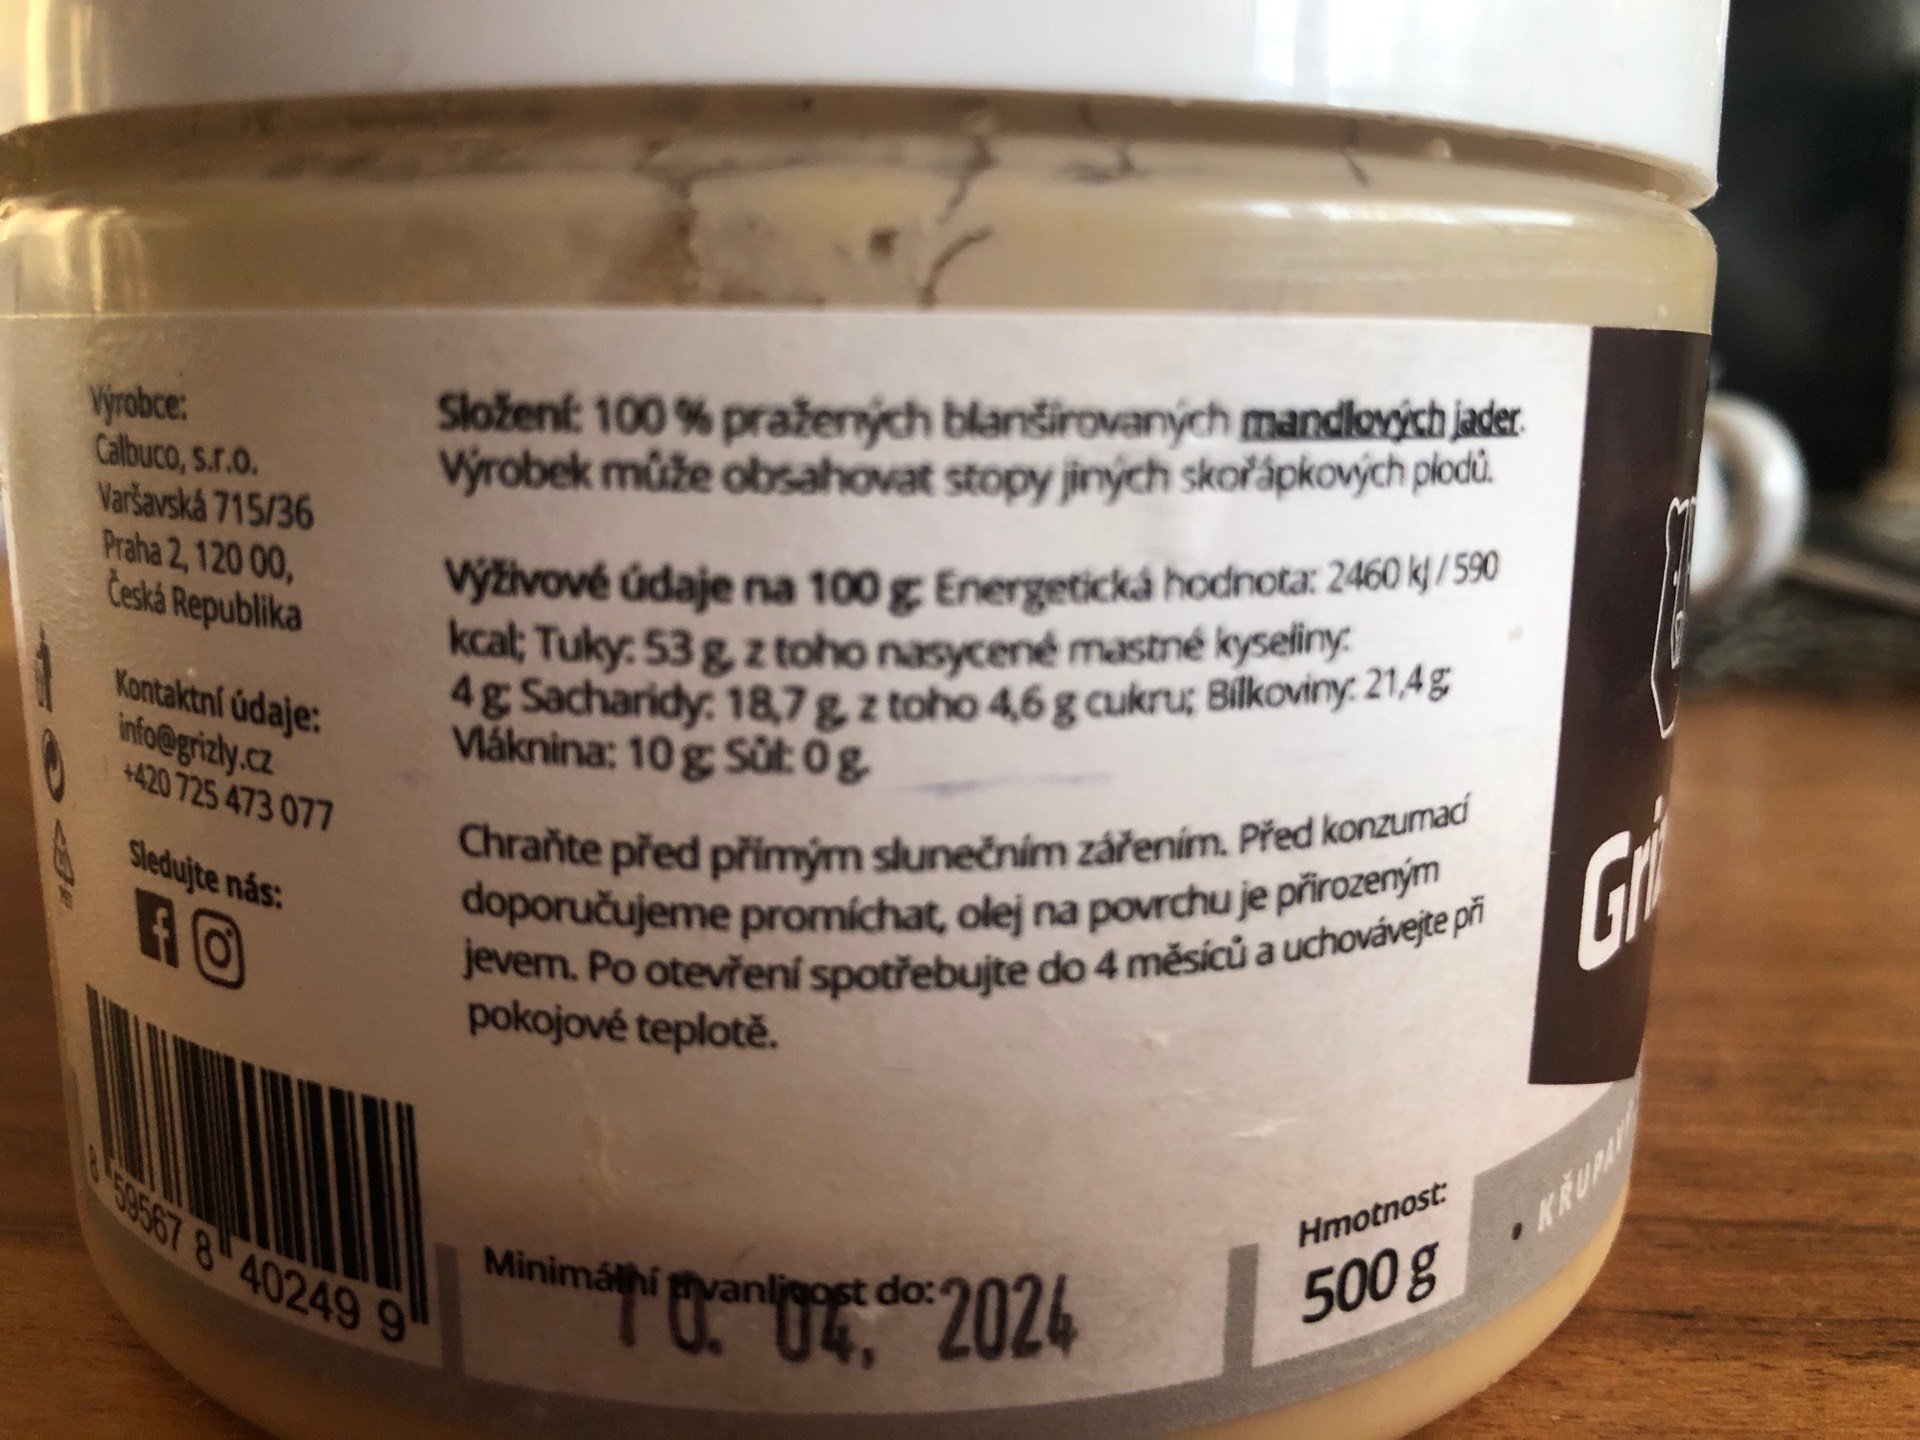 Výrobce:
Calbuco, s.r.o.
Varšavská 715/36
Praha 2, 120 00,
Česká Republika
Kontaktní údaje:
info@grizly.cz
+420 725 473 077
Sledujte nás:
8 595678 402499
Složení: 100 % pražených blanšírovaných mandlových jader.
Výrobek může obsahovat stopy jiných skořápkových plodů.
Výživové údaje na 100 g: Energetická hodnota: 2460 kJ / 590
kcal; Tuky: 53 g, z toho nasycené mastné kyseliny:
4 g; Sacharidy: 18,7 g, z toho 4,6 g cukru; Bílkoviny: 21,4 g;
Vláknina: 10 g; Sůl: 0 g.
Chraňte před přímým slunečním zářením. Před konzumací
doporučujeme promíchat, olej na povrchu je přirozeným
jevem. Po otevření spotřebujte do 4 měsíců a uchovávejte při
pokojové teplotě.
Minimální trvanlivost do:
10. 04. 2024
Hmotnost:
500 g
Griz